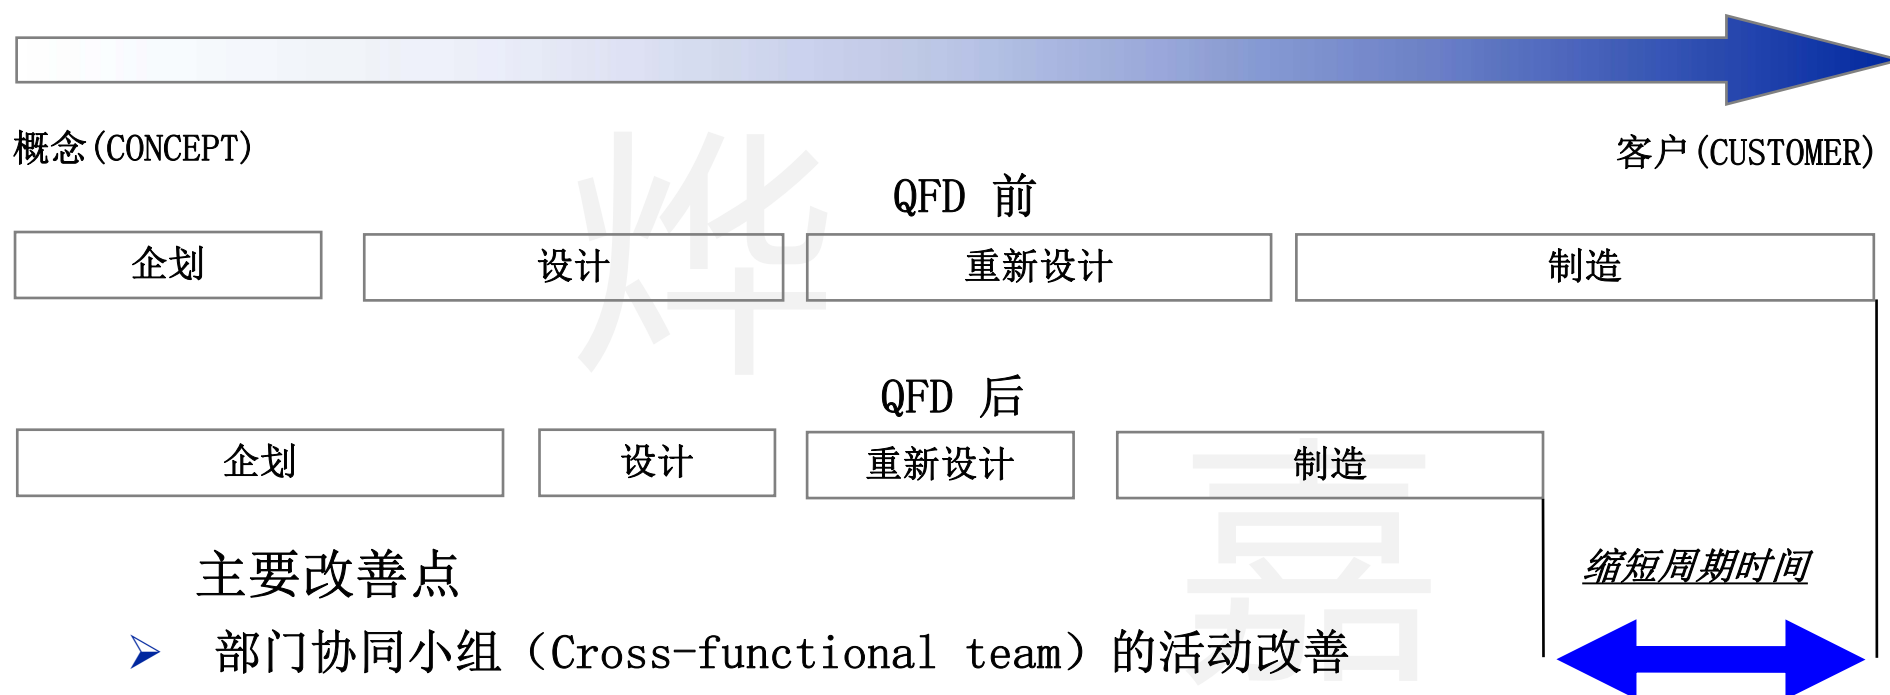 概念(CONCEPT)
客户(CUSTOMER)
QFD 前
企划
设计
重新设计
制造
QFD 后
企划
设计
重新设计
制造
主要改善点
缩短周期时间
➢ 部门协同小组（Cross-functional team）的活动改善
烨
嘉